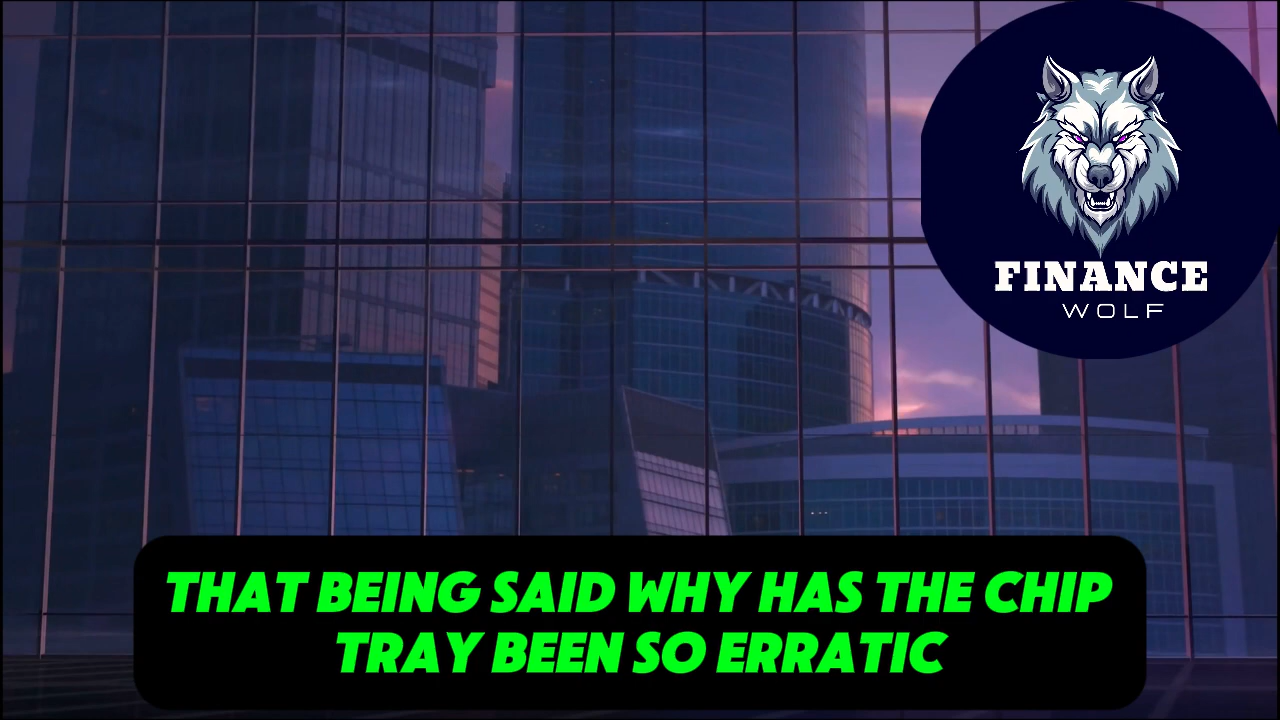 FINANCE
WOLF
THAT BEING SAID WHY HAS THE CHIP
TRAY BEEN SO ERRATIC